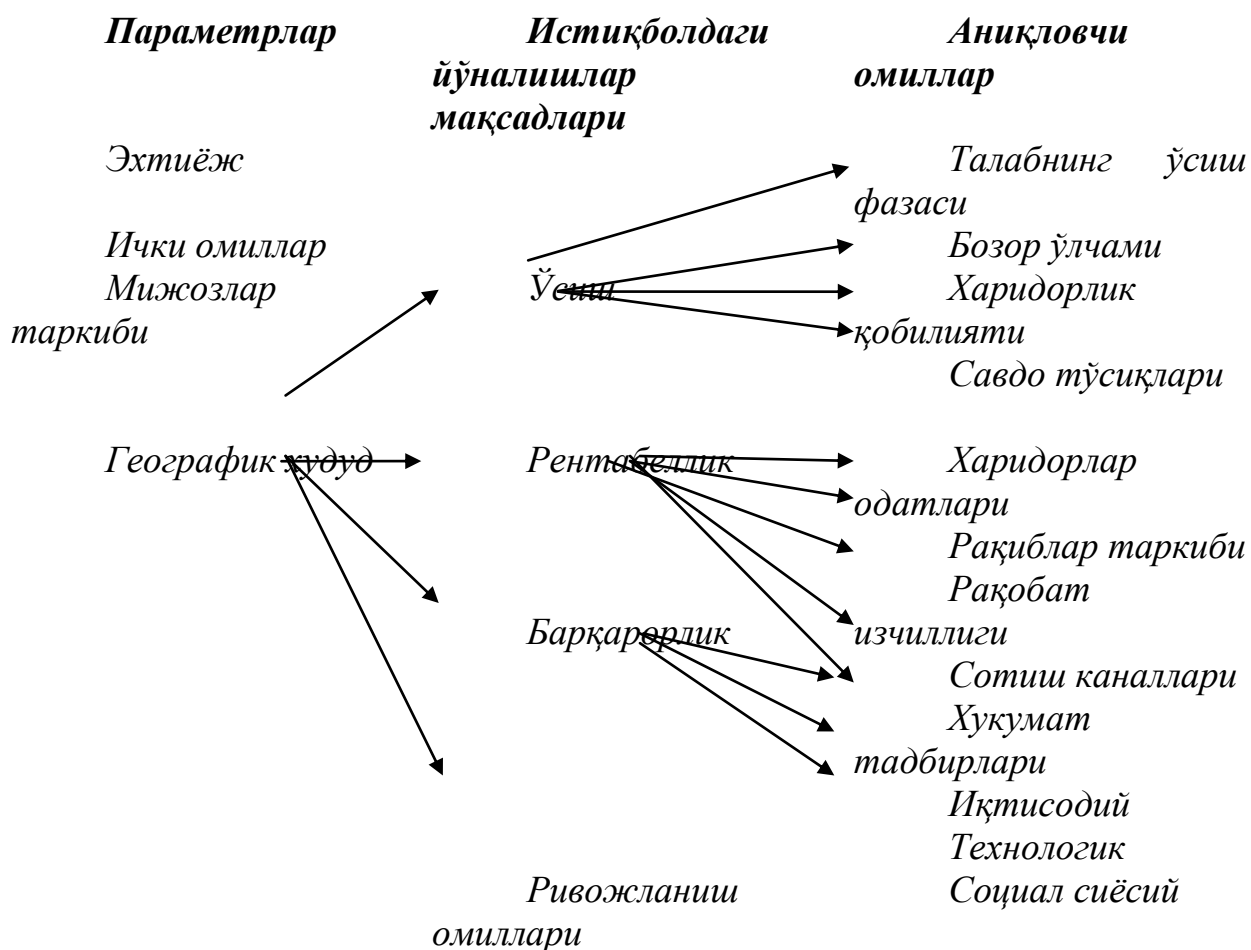 Параметрлар Истиқболдаги Аниқловчи
йўналишлар омиллар
мақсадлари
Эхтиёж Талабнинг ўсиш
фазаси
Ички омиллар Бозор ўлчами
Мижозлар Ўсиш Харидорлик
таркиби қобилияти
Савдо тўсиқлари
Географик худуд Рентабеллик Харидорлар
одатлари
Рақиблар таркиби
Рақобат
Барқарорлик изчиллиги
Сотиш каналлари
Хукумат
тадбирлари
Иқтисодий
Технологик
Ривожланиш Социал сиёсий
омиллари